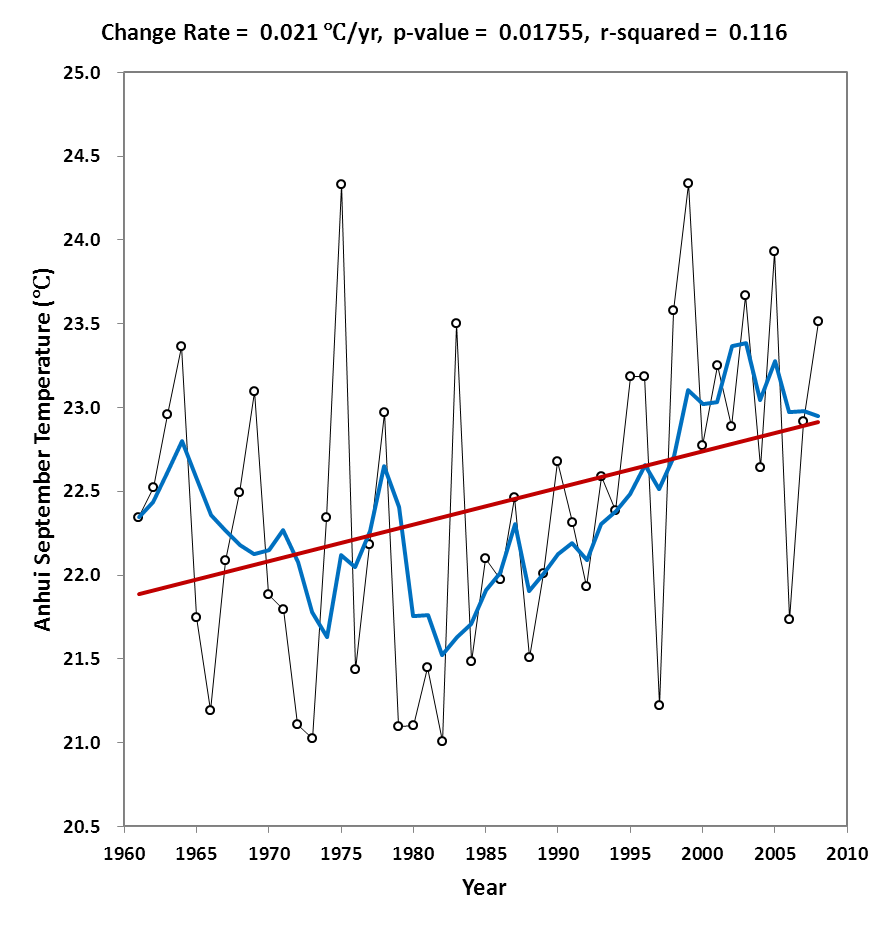 Change Rate = 0.021 ℃/yr, p-value = 0.01755, r-squared = 0.116
25.0
24.5
24.0
23.5
23.0
22.5
22.0
21.5
21.0
20.5
Anhui September Temperature (℃)
1960 1965 1970 1975 1980 1985 1990 1995 2000 2005 2010
Year